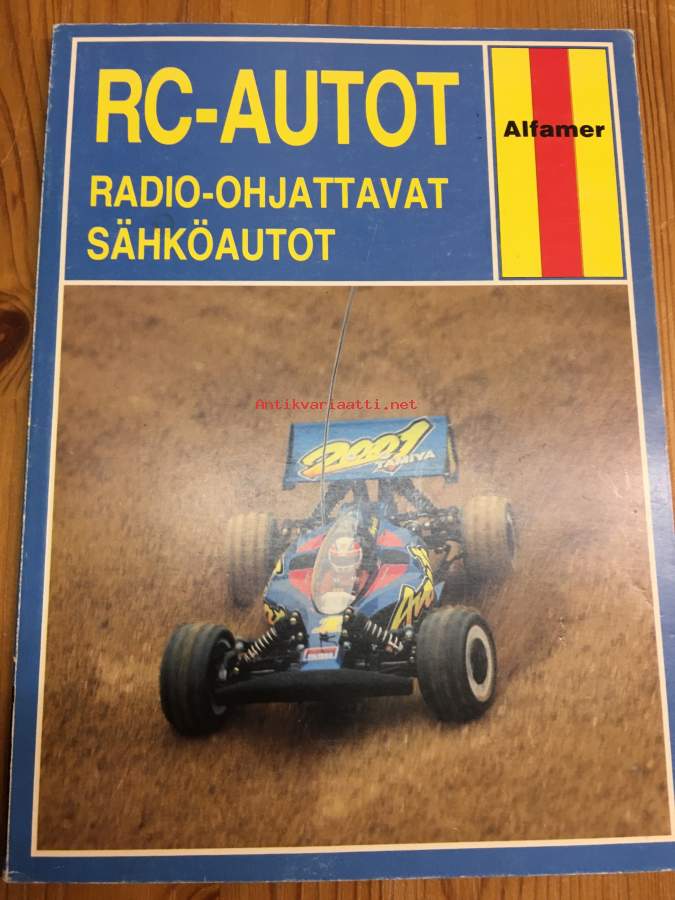 RC-AUTOT
Alfamer
RADIO-OHJATTAVAT
SÄHKÖAUTOT
Antikvariaatti.net
2001
TAMIYA